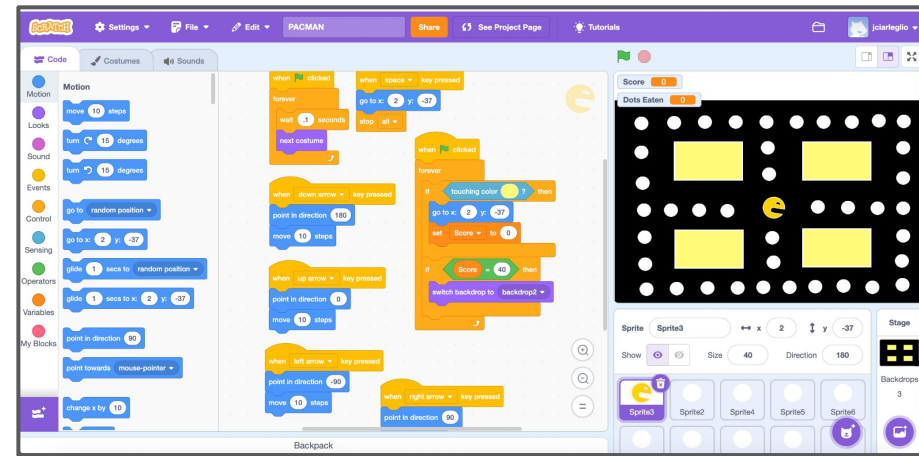 SCRATCH Settings File Edit PACMAN Share See Project Page Tutorials jciarleglio
Code Costumes Sounds
Motion
Looks
Sound
Events
Control
Sensing
Operators
Variables
My Blocks
Motion
move 10 steps
turn 15 degrees
turn 15 degrees
go to random position
go to x: 2 y: -37
glide 1 secs to random position
glide 1 secs to x: 2 y: -37
point in direction 90
point towards mouse-pointer
change x by 10
when clicked
forever
wait .1 seconds
next costume
when space key pressed
go to x: 2 y: -37
stop all
when down arrow key pressed
point in direction 180
move 10 steps
when up arrow key pressed
point in direction 0
move 10 steps
when left arrow key pressed
point in direction -90
move 10 steps
when right arrow key pressed
point in direction 90
when clicked
forever
if touching color ? then
go to x: 2 y: -37
set Score to 0
if Score = 40 then
switch backdrop to backdrop2
Backpack
Score 0
Dots Eaten 0
Sprite Sprite3 x 2 y -37
Show Size 40 Direction 180
Sprite3 Sprite2 Sprite4 Sprite5 Sprite6
Stage
Backdrops
3